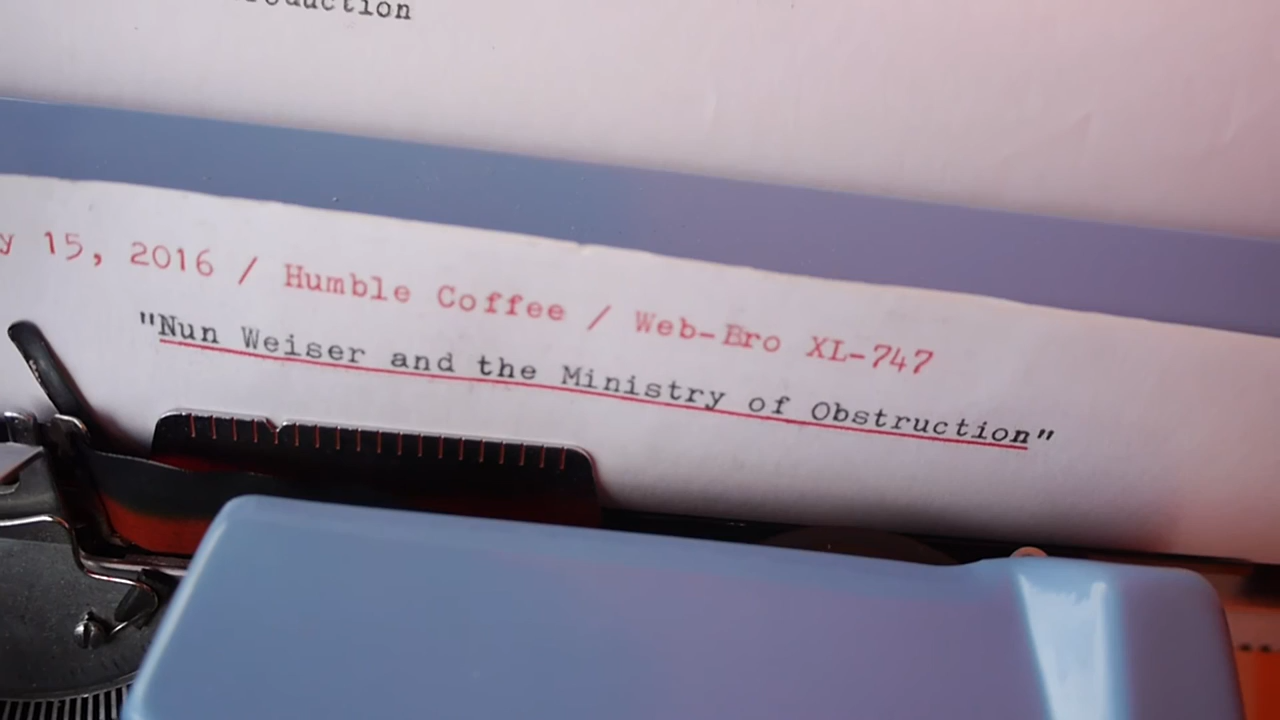 y 15, 2016 / Humble Coffee / Web-Bro XL-747
"Nun Weiser and the Ministry of Obstruction"